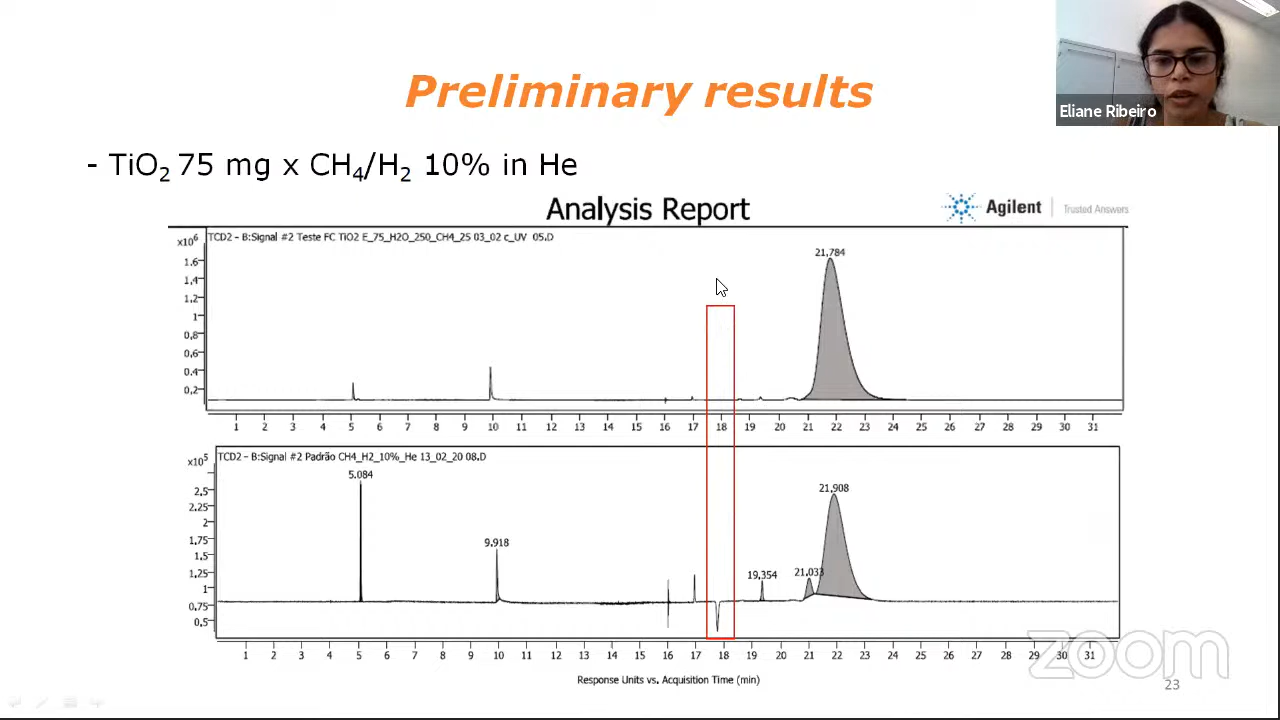 Preliminary results
Eliane Ribeiro
- TiO2 75 mg x CH4/H2 10% in He
Analysis Report
Agilent | Trusted Answers
x10^6
TCD2 - B:Signal #2 Teste FC TiO2 E_75_H2O_250_CH4_25 03_02 c_UV 05.D
21,784
1.6
1.4
1.2
1
0.8
0,6
0,4
0,2
1 2 3 4 5 6 7 8 9 10 11 12 13 14 15 16 17 18 19 20 21 22 23 24 25 26 27 28 29 30 31
x10^5
TCD2 - B:Signal #2 Padrão CH4_H2_10%_He 13_02_20 08.D
5.084
21,908
9.918
19,354
21,033
2.5
2.25
2
1.75
1.5
1.25
1
0.75
0.5
1 2 3 4 5 6 7 8 9 10 11 12 13 14 15 16 17 18 19 20 21 22 23 24 25 26 27 28 29 30 31
Response Units vs. Acquisition Time (min)
zoom
23